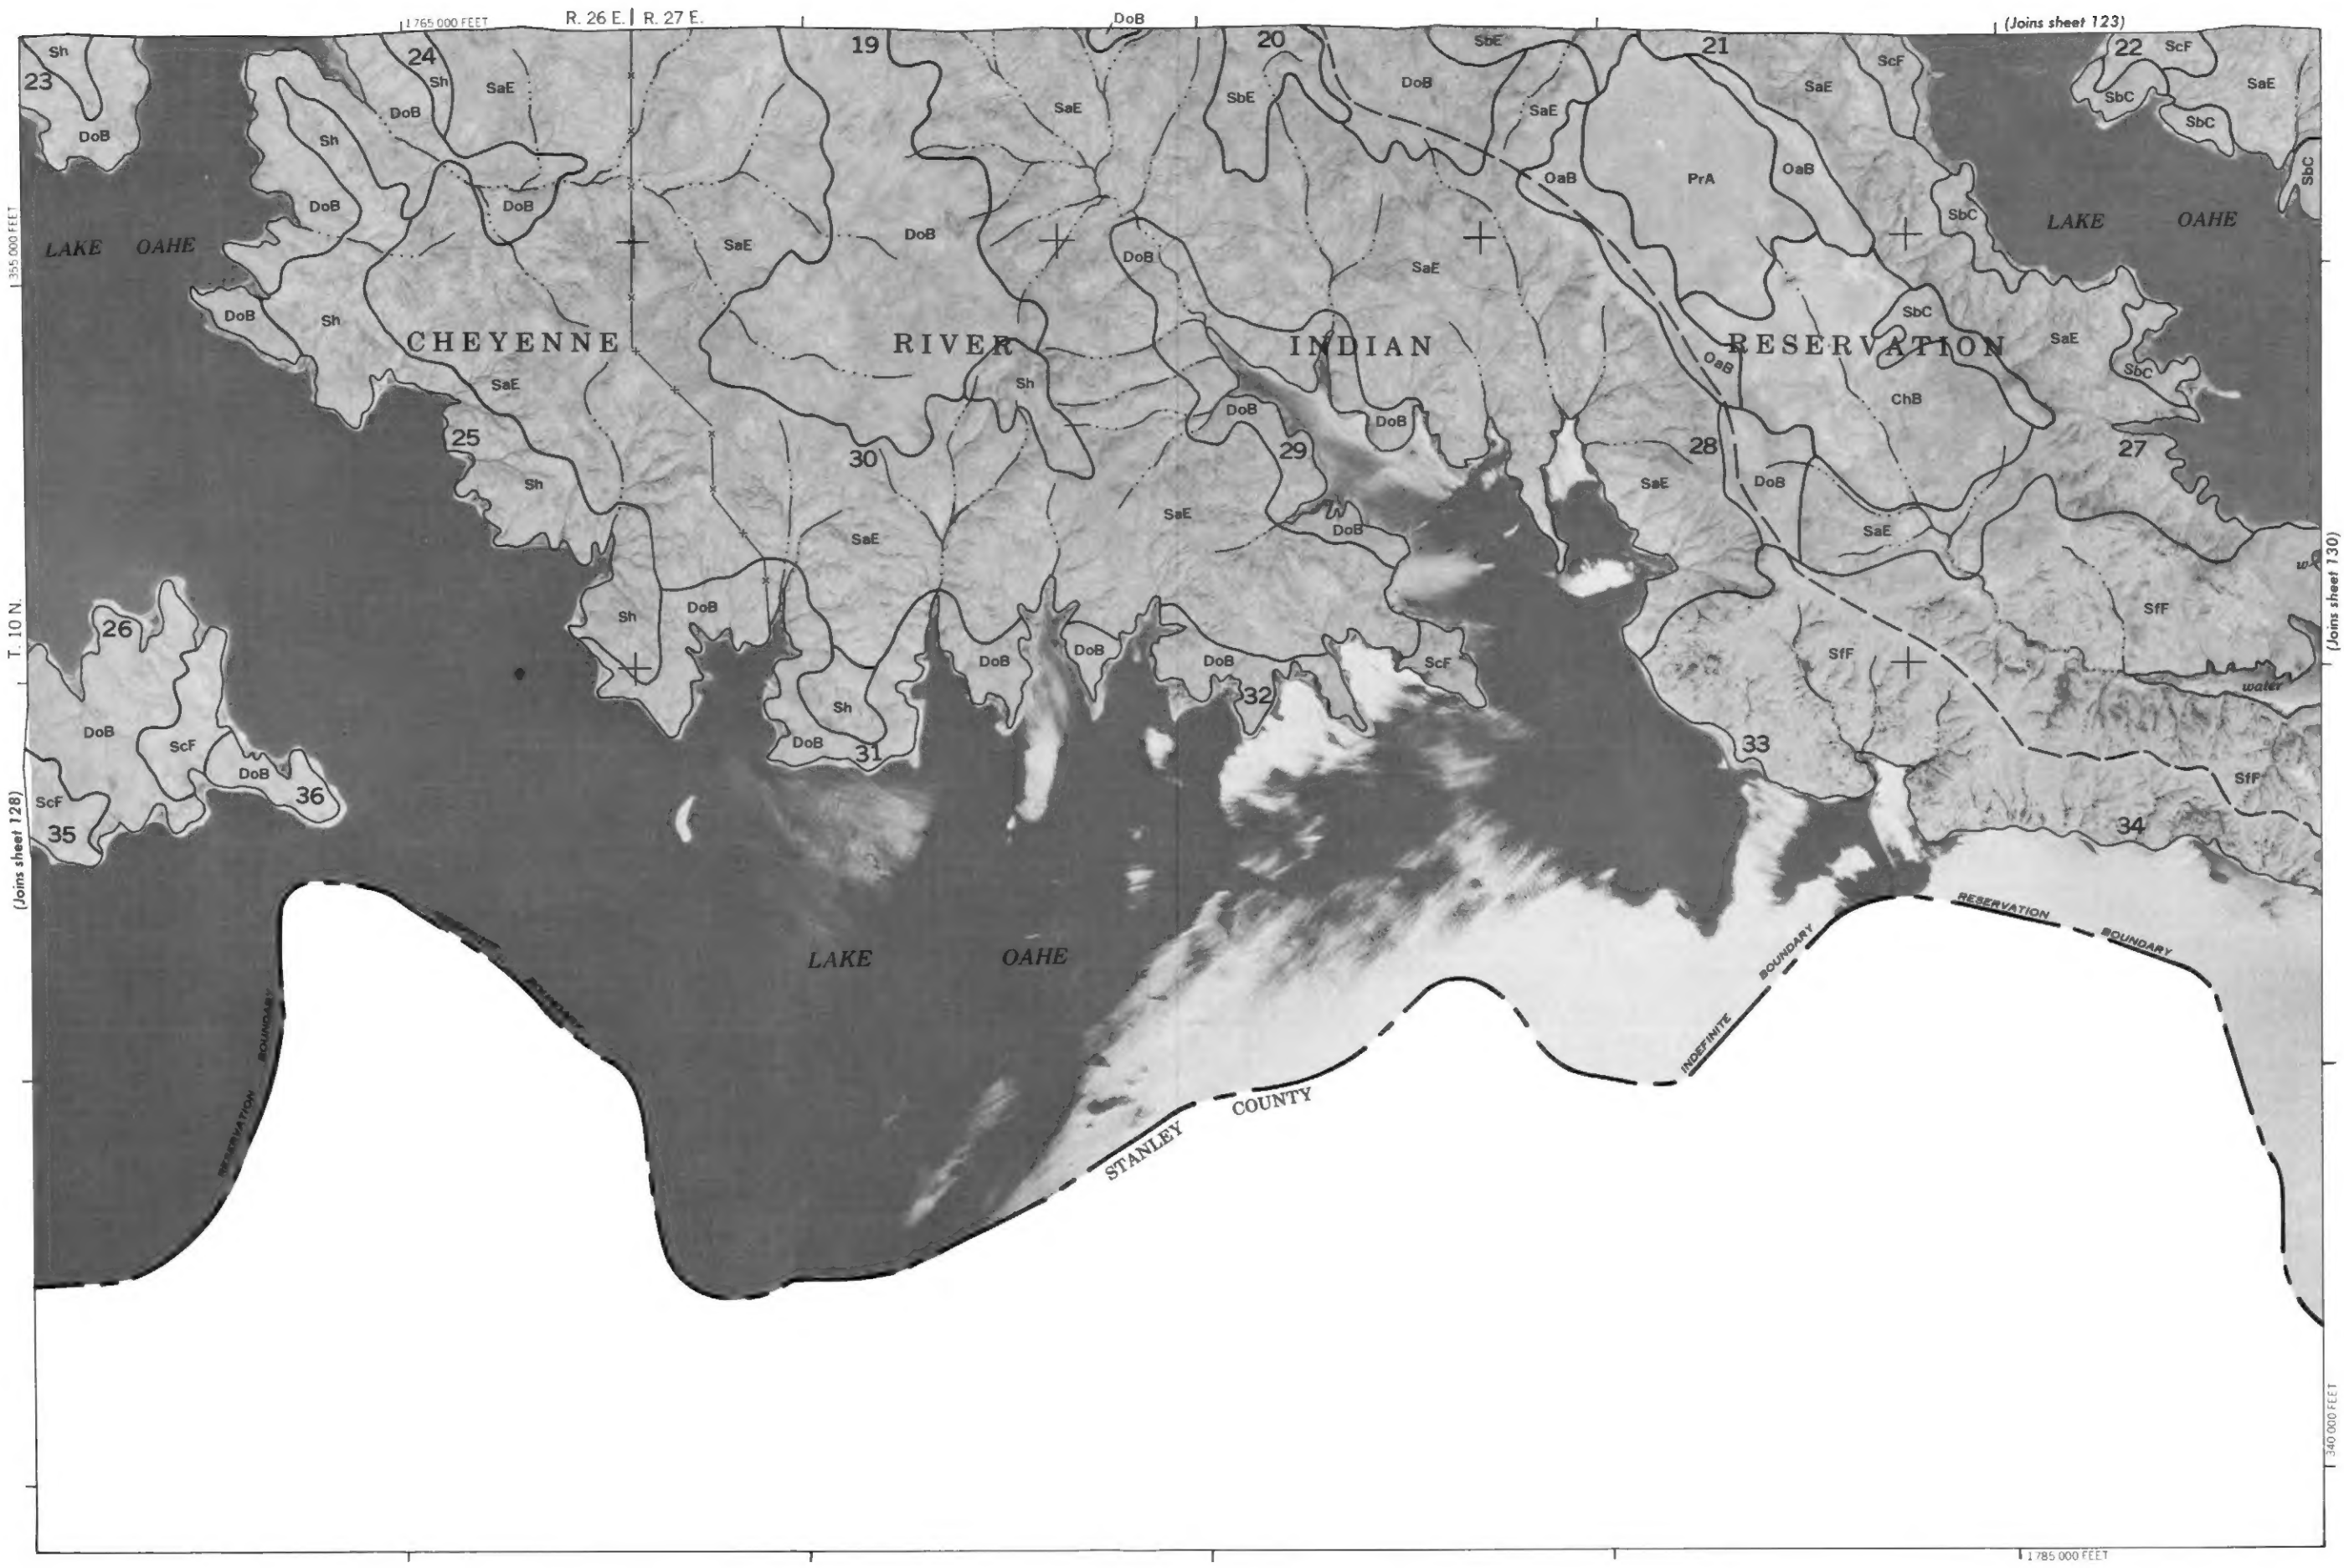 1 765 000 FEET
R. 26 E. | R. 27 E.
DoB
(Joins sheet 123)
Sh
23
DoB
24
Sh
SaE
DoB
Sh
DoB
DoB
19
SaE
20
SbE
SbE
DoB
SaE
21
SaE
ScF
22
ScF
SbC
SaE
SbC
SbC
OaB
PrA
OaB
SbC
LAKE OAHE
LAKE OAHE
355 000 FEET
SaE
DoB
DoB
SaE
DoB
Sh
SbC
CHEYENNE RIVER INDIAN RESERVATION
SaE
SbC
OaB
SaE
Sh
DoB
DoB
ChB
25
30
29
28
27
Sh
SaE
SaE
SaE
DoB
DoB
SaE
(Joins sheet 130)
T. 10 N.
26
Sh
DoB
SfF
DoB
DoB
DoB
ScF
SfF
32
water
DoB
ScF
Sh
DoB
31
33
DoB
36
SfF
ScF
35
34
(Joins sheet 128)
RESERVATION BOUNDARY
BOUNDARY
LAKE OAHE
RESERVATION BOUNDARY
INDEFINITE BOUNDARY
STANLEY COUNTY
340 000 FEET
1 785 000 FEET